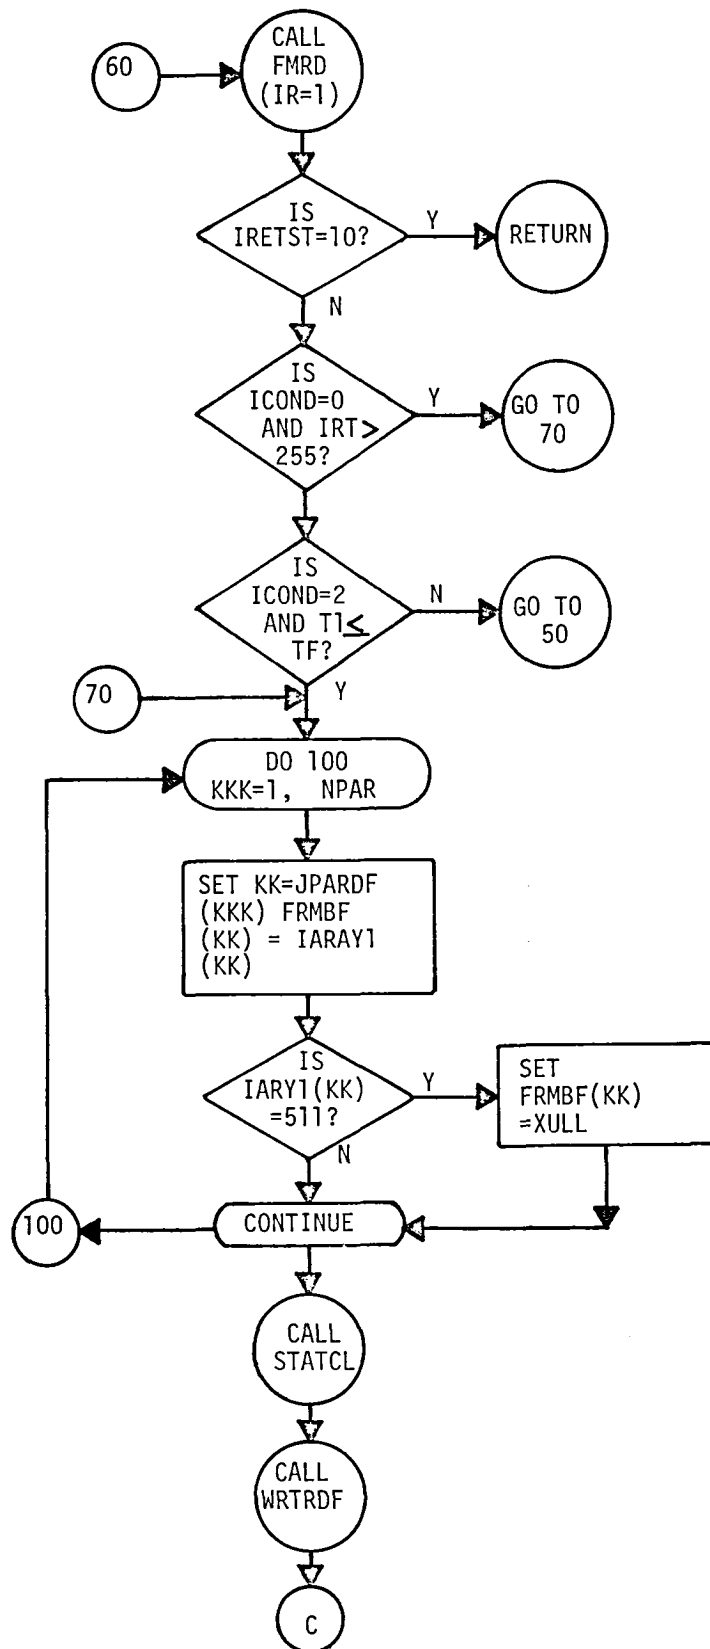 60
CALL
FMRD
(IR=1)
IS
IRETST=10?
Y
RETURN
N
IS
ICOND=0
AND IRT>
255?
Y
GO TO
70
IS
ICOND=2
AND T1≤
TF?
N
GO TO
50
70
Y
DO 100
KKK=1, NPAR
SET KK=JPARDF
(KKK) FRMBF
(KK) = IARAY1
(KK)
IS
IARY1(KK)
=511?
Y
SET
FRMBF(KK)
=XULL
N
100
CONTINUE
CALL
STATCL
CALL
WRTRDF
C